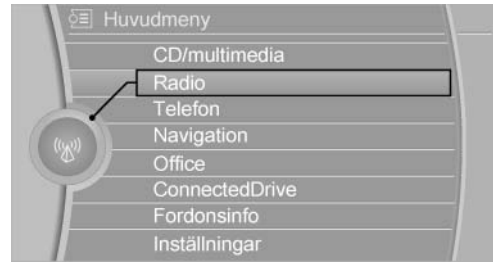 Huvudmeny
CD/multimedia
Radio
Telefon
Navigation
Office
ConnectedDrive
Fordonsinfo
Inställningar